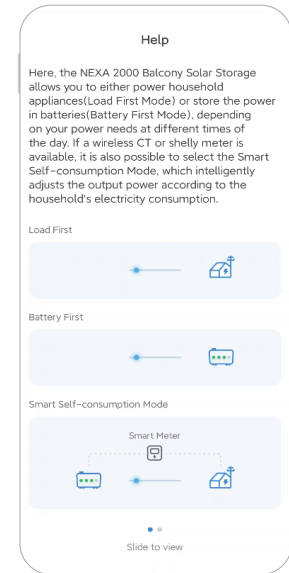 Help
Here, the NEXA 2000 Balcony Solar Storage
allows you to either power household
appliances(Load First Mode) or store the power
in batteries(Battery First Mode), depending
on your power needs at different times of
the day. If a wireless CT or shelly meter is
available, it is also possible to select the Smart
Self-consumption Mode, which intelligently
adjusts the output power according to the
household's electricity consumption.
Load First
Battery First
Smart Self-consumption Mode
Smart Meter
Slide to view